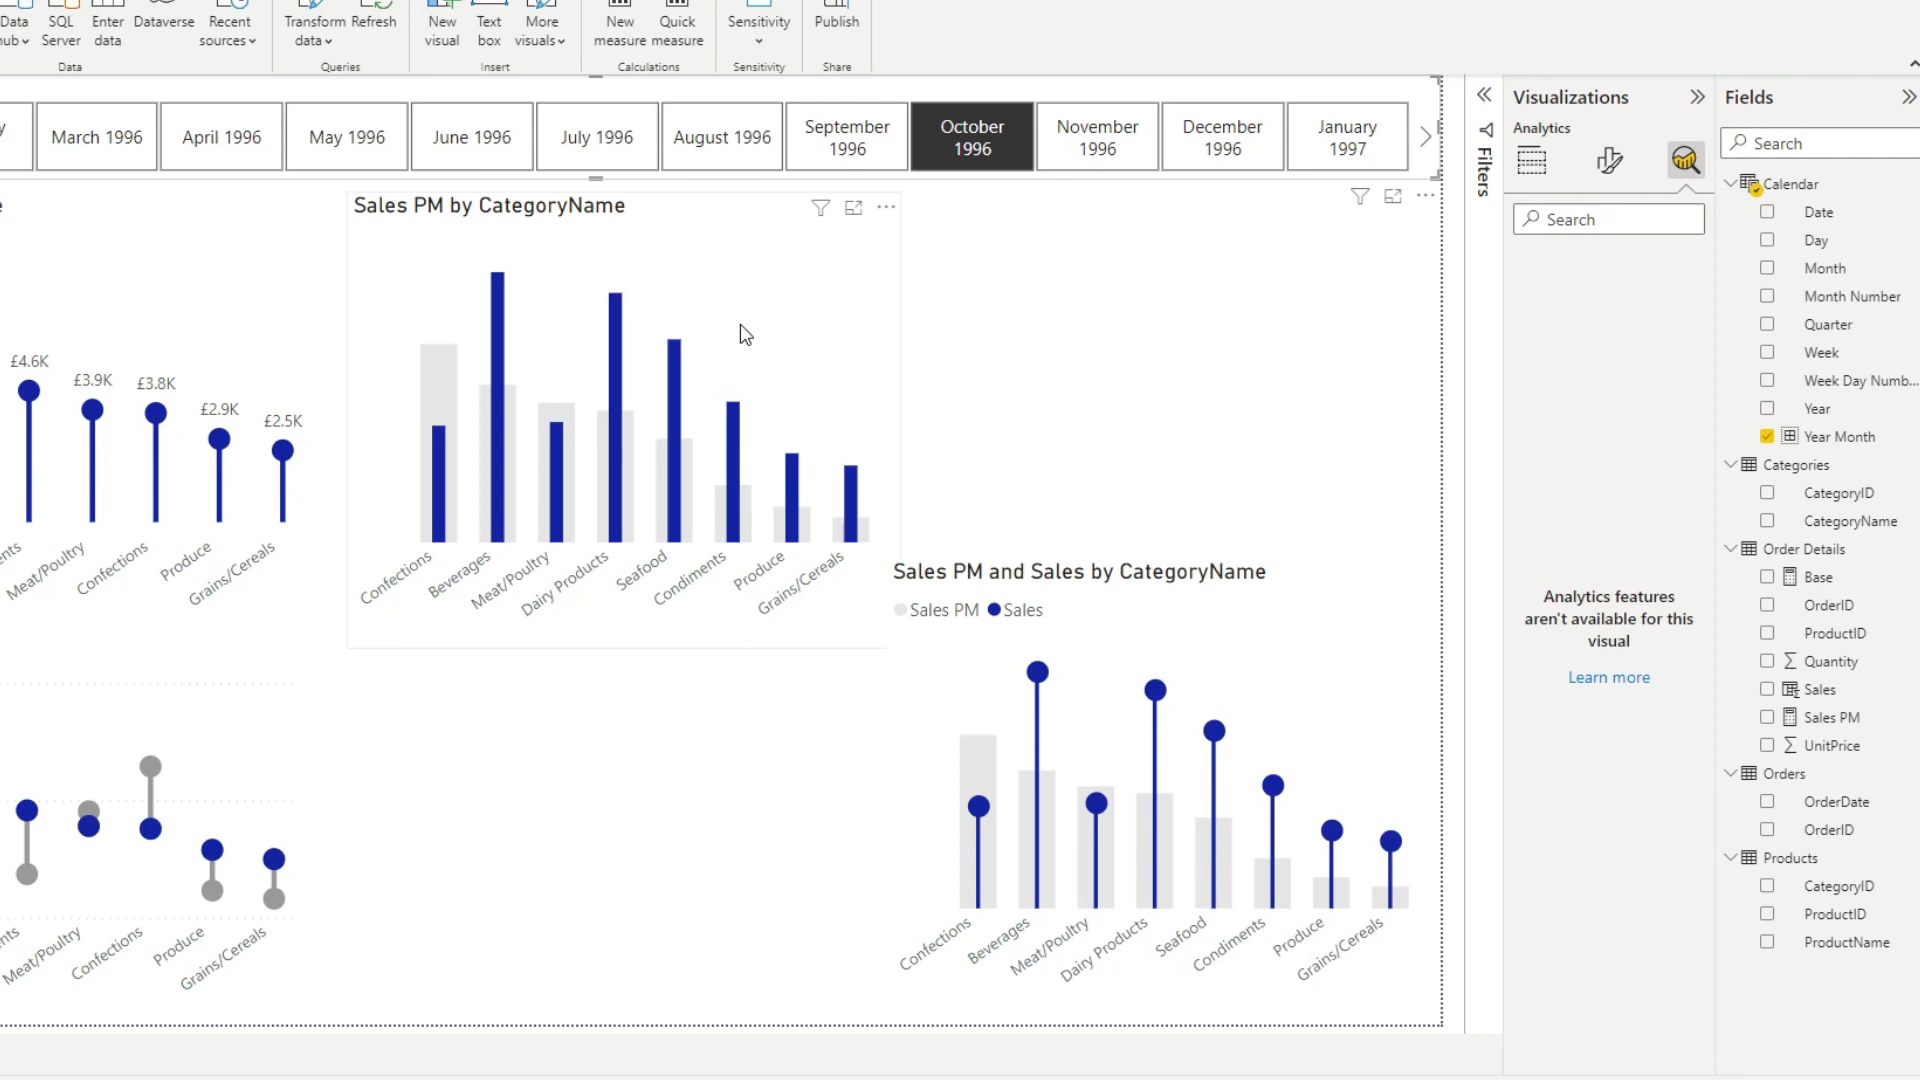 Data
hub
SQL
Server
Enter
data
Dataverse
Recent
sources
Transform
data
Refresh
New
visual
Text
box
More
visuals
New
measure
Quick
measure
Sensitivity
Publish
Data
Queries
Insert
Calculations
Sensitivity
Share
March 1996
April 1996
May 1996
June 1996
July 1996
August 1996
September
1996
October
1996
November
1996
December
1996
January
1997
Filters
Visualizations
Analytics
Search
Analytics features
aren't available for this
visual
Learn more
Fields
Search
Calendar
Date
Day
Month
Month Number
Quarter
Week
Week Day Numb...
Year
Year Month
Categories
CategoryID
CategoryName
Order Details
Base
OrderID
ProductID
Quantity
Sales
Sales PM
UnitPrice
Orders
OrderDate
OrderID
Products
CategoryID
ProductID
ProductName
£4.6K
£3.9K
£3.8K
£2.9K
£2.5K
Meat/Poultry
Confections
Produce
Grains/Cereals
Sales PM by CategoryName
Confections
Beverages
Meat/Poultry
Dairy Products
Seafood
Condiments
Produce
Grains/Cereals
Meat/Poultry
Confections
Produce
Grains/Cereals
Sales PM and Sales by CategoryName
Sales PM
Sales
Confections
Beverages
Meat/Poultry
Dairy Products
Seafood
Condiments
Produce
Grains/Cereals